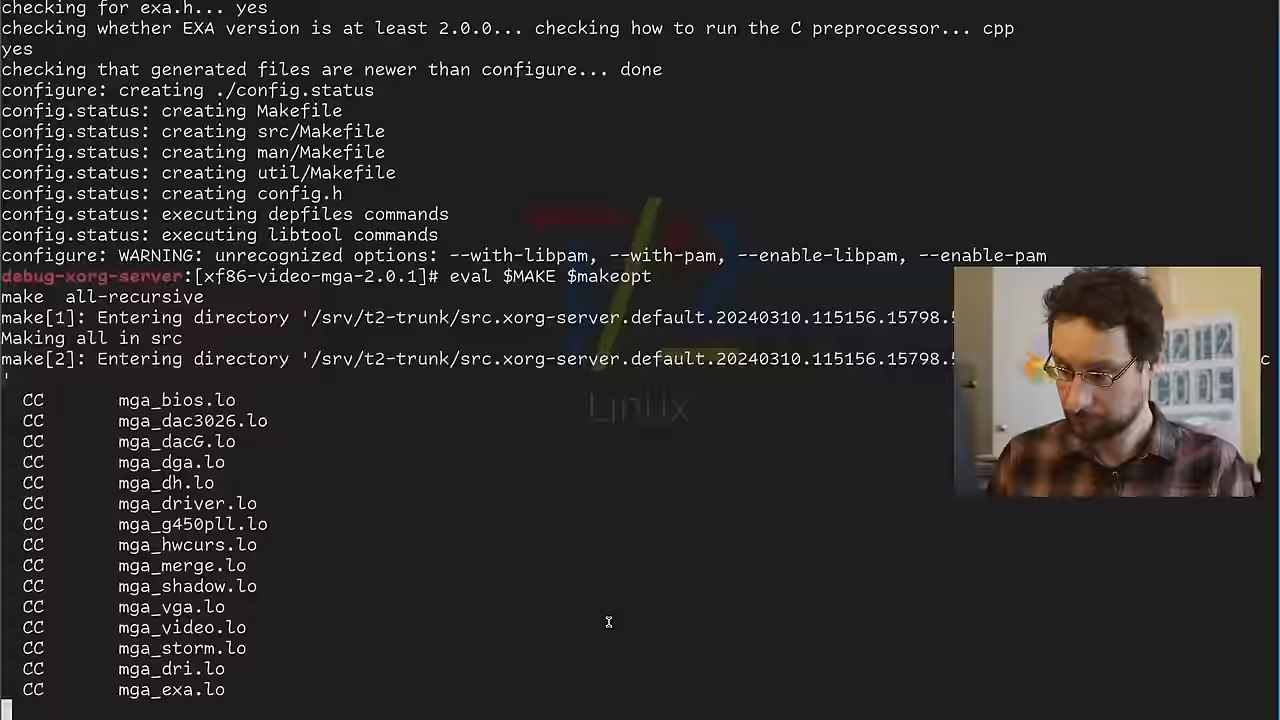 checking for exa.h... yes
checking whether EXA version is at least 2.0.0... checking how to run the C preprocessor... cpp
yes
checking that generated files are newer than configure... done
configure: creating ./config.status
config.status: creating Makefile
config.status: creating src/Makefile
config.status: creating man/Makefile
config.status: creating util/Makefile
config.status: creating config.h
config.status: executing depfiles commands
config.status: executing libtool commands
configure: WARNING: unrecognized options: --with-libpam, --with-pam, --enable-libpam, --enable-pam
debug-xorg-server:[xf86-video-mga-2.0.1]# eval $MAKE $makeopt
make  all-recursive
make[1]: Entering directory '/srv/t2-trunk/src.xorg-server.default.20240310.115156.15798.
Making all in src
make[2]: Entering directory '/srv/t2-trunk/src.xorg-server.default.20240310.115156.15798. c
'
CC mga_bios.lo
CC mga_dac3026.lo
CC mga_dacG.lo
CC mga_dga.lo
CC mga_dh.lo
CC mga_driver.lo
CC mga_g450pll.lo
CC mga_hwcurs.lo
CC mga_merge.lo
CC mga_shadow.lo
CC mga_vga.lo
CC mga_video.lo
CC mga_storm.lo
CC mga_dri.lo
CC mga_exa.lo
T2
Linux